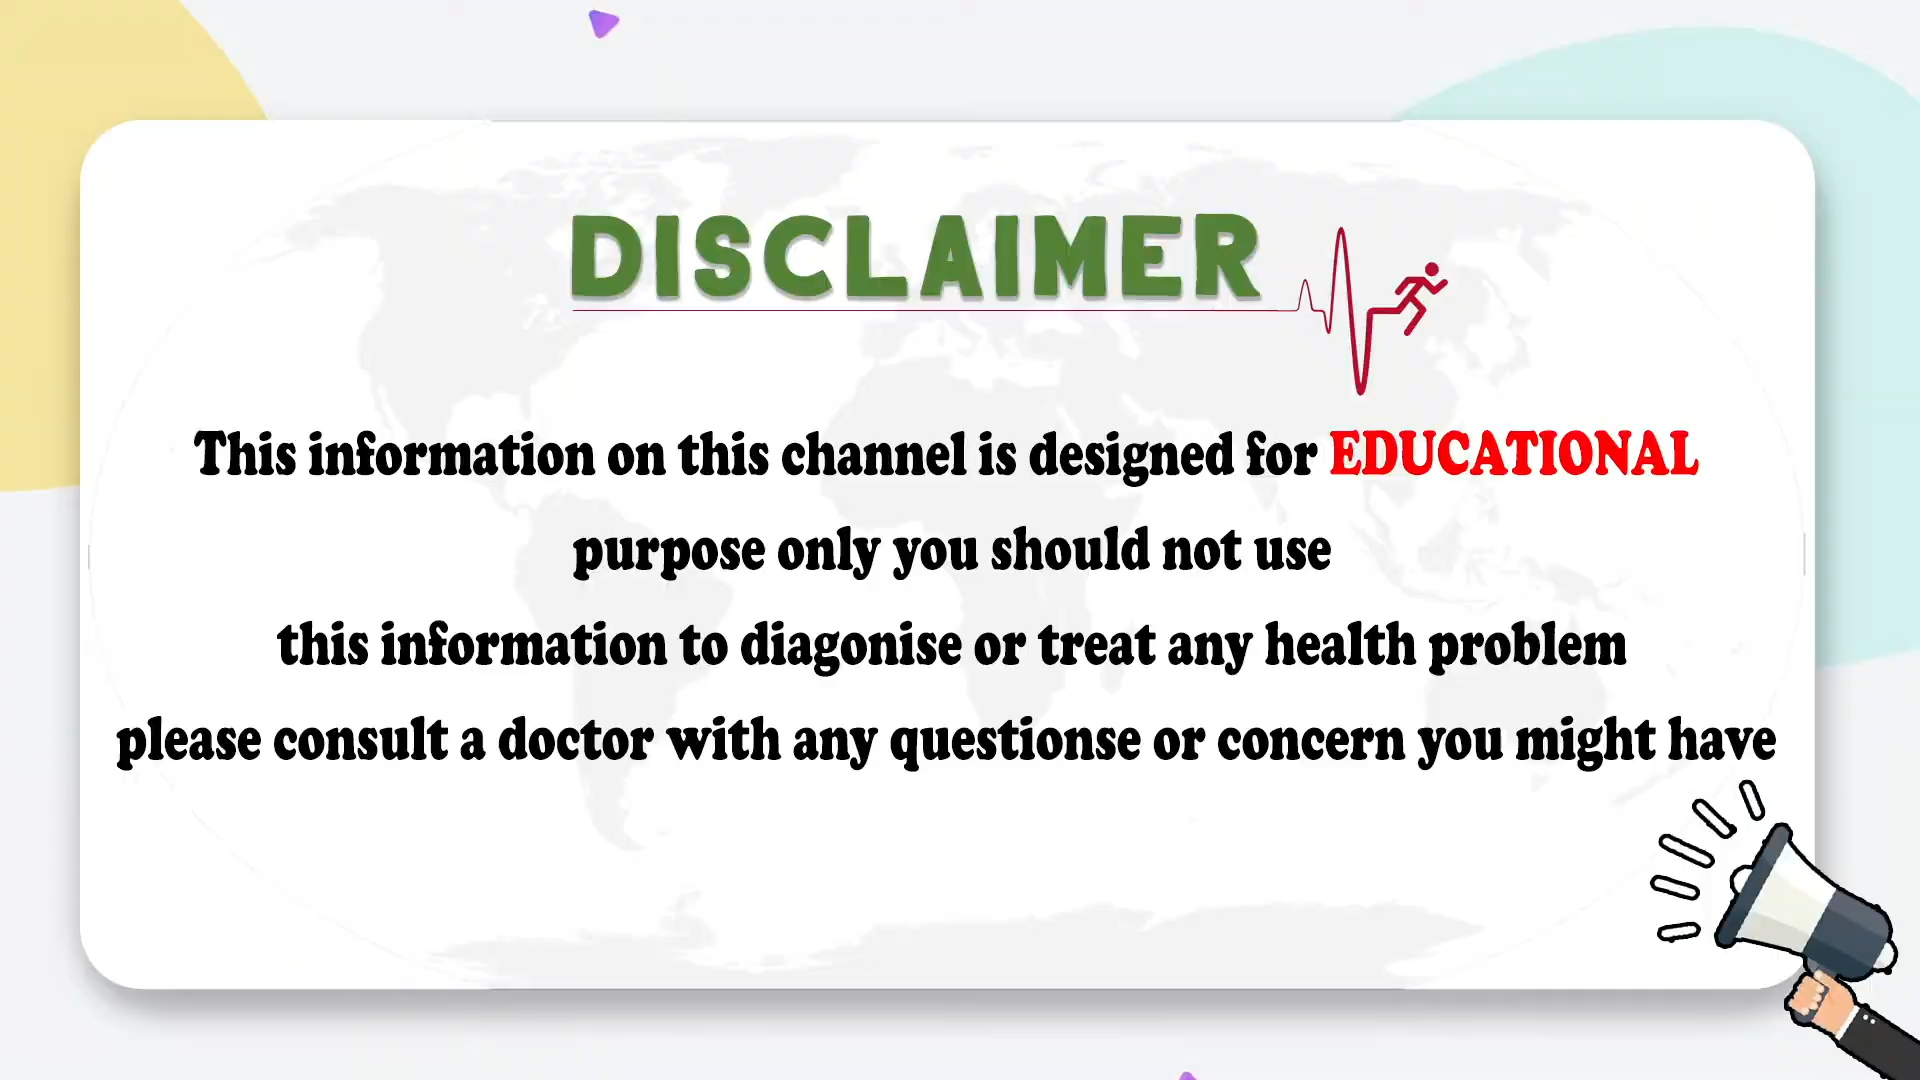 DISCLAIMER
This information on this channel is designed for EDUCATIONAL
purpose only you should not use
this information to diagonise or treat any health problem
please consult a doctor with any questionse or concern you might have